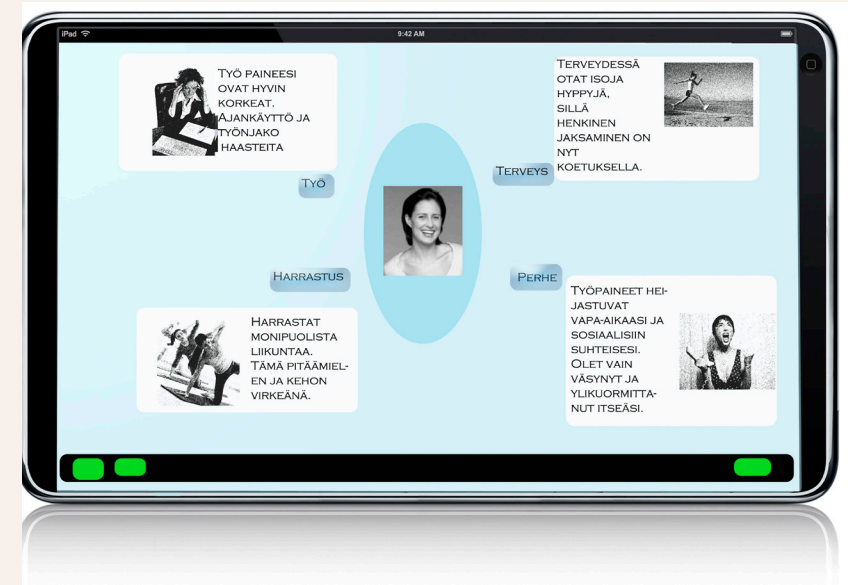 iPad
9:42 AM
Työ paineesi
ovat hyvin
korkeat.
Ajankäyttö ja
työnjako
haasteita
Työ
Terveydessä
otat isoja
hyppyjä,
sillä
henkinen
jaksaminen on
nyt
koetuksella.
Terveys
Harrastus
Harrastat
monipuolista
liikuntaa.
Tämä pitäämiel-
en ja kehon
virkeänä.
Perhe
Työpaineet hei-
jastuvat
vapa-aikaasi ja
sosiaalisiin
suhteisesi.
Olet vain
väsynyt ja
ylikuormitta-
nut itseäsi.